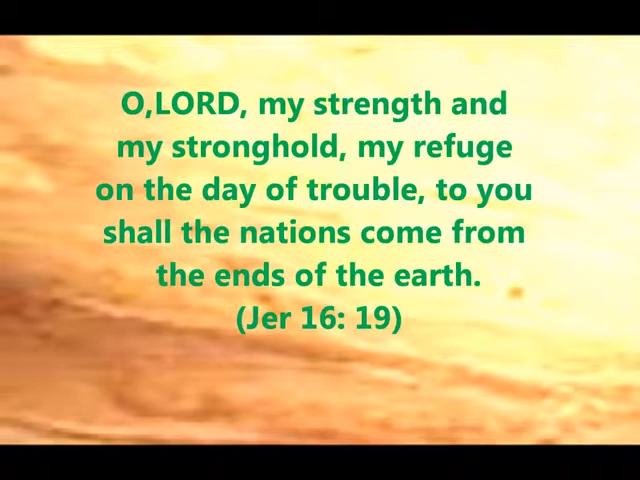 O,LORD, my strength and
my stronghold, my refuge
on the day of trouble, to you
shall the nations come from
the ends of the earth.
(Jer 16: 19)